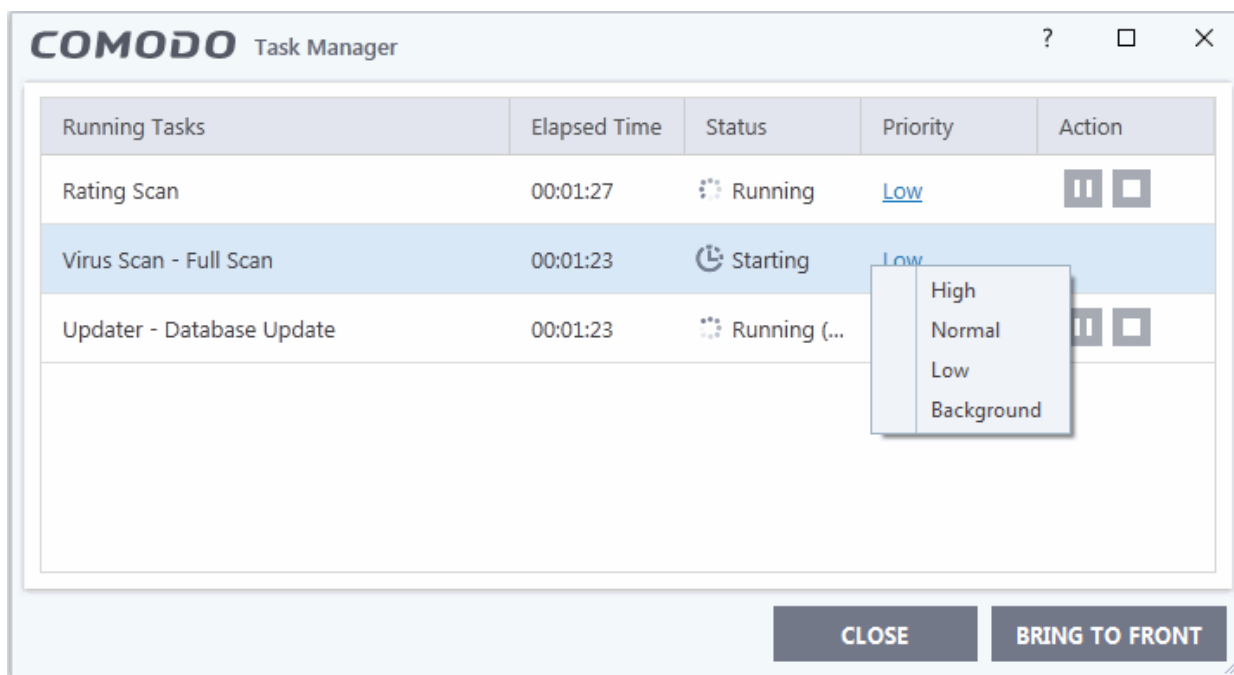 COMODO Task Manager ?
Running Tasks Elapsed Time Status Priority Action
Rating Scan 00:01:27 Running Low
Virus Scan - Full Scan 00:01:23 Starting Low
High
Updater - Database Update 00:01:23 Running (... Normal
Low
Background
CLOSE BRING TO FRONT